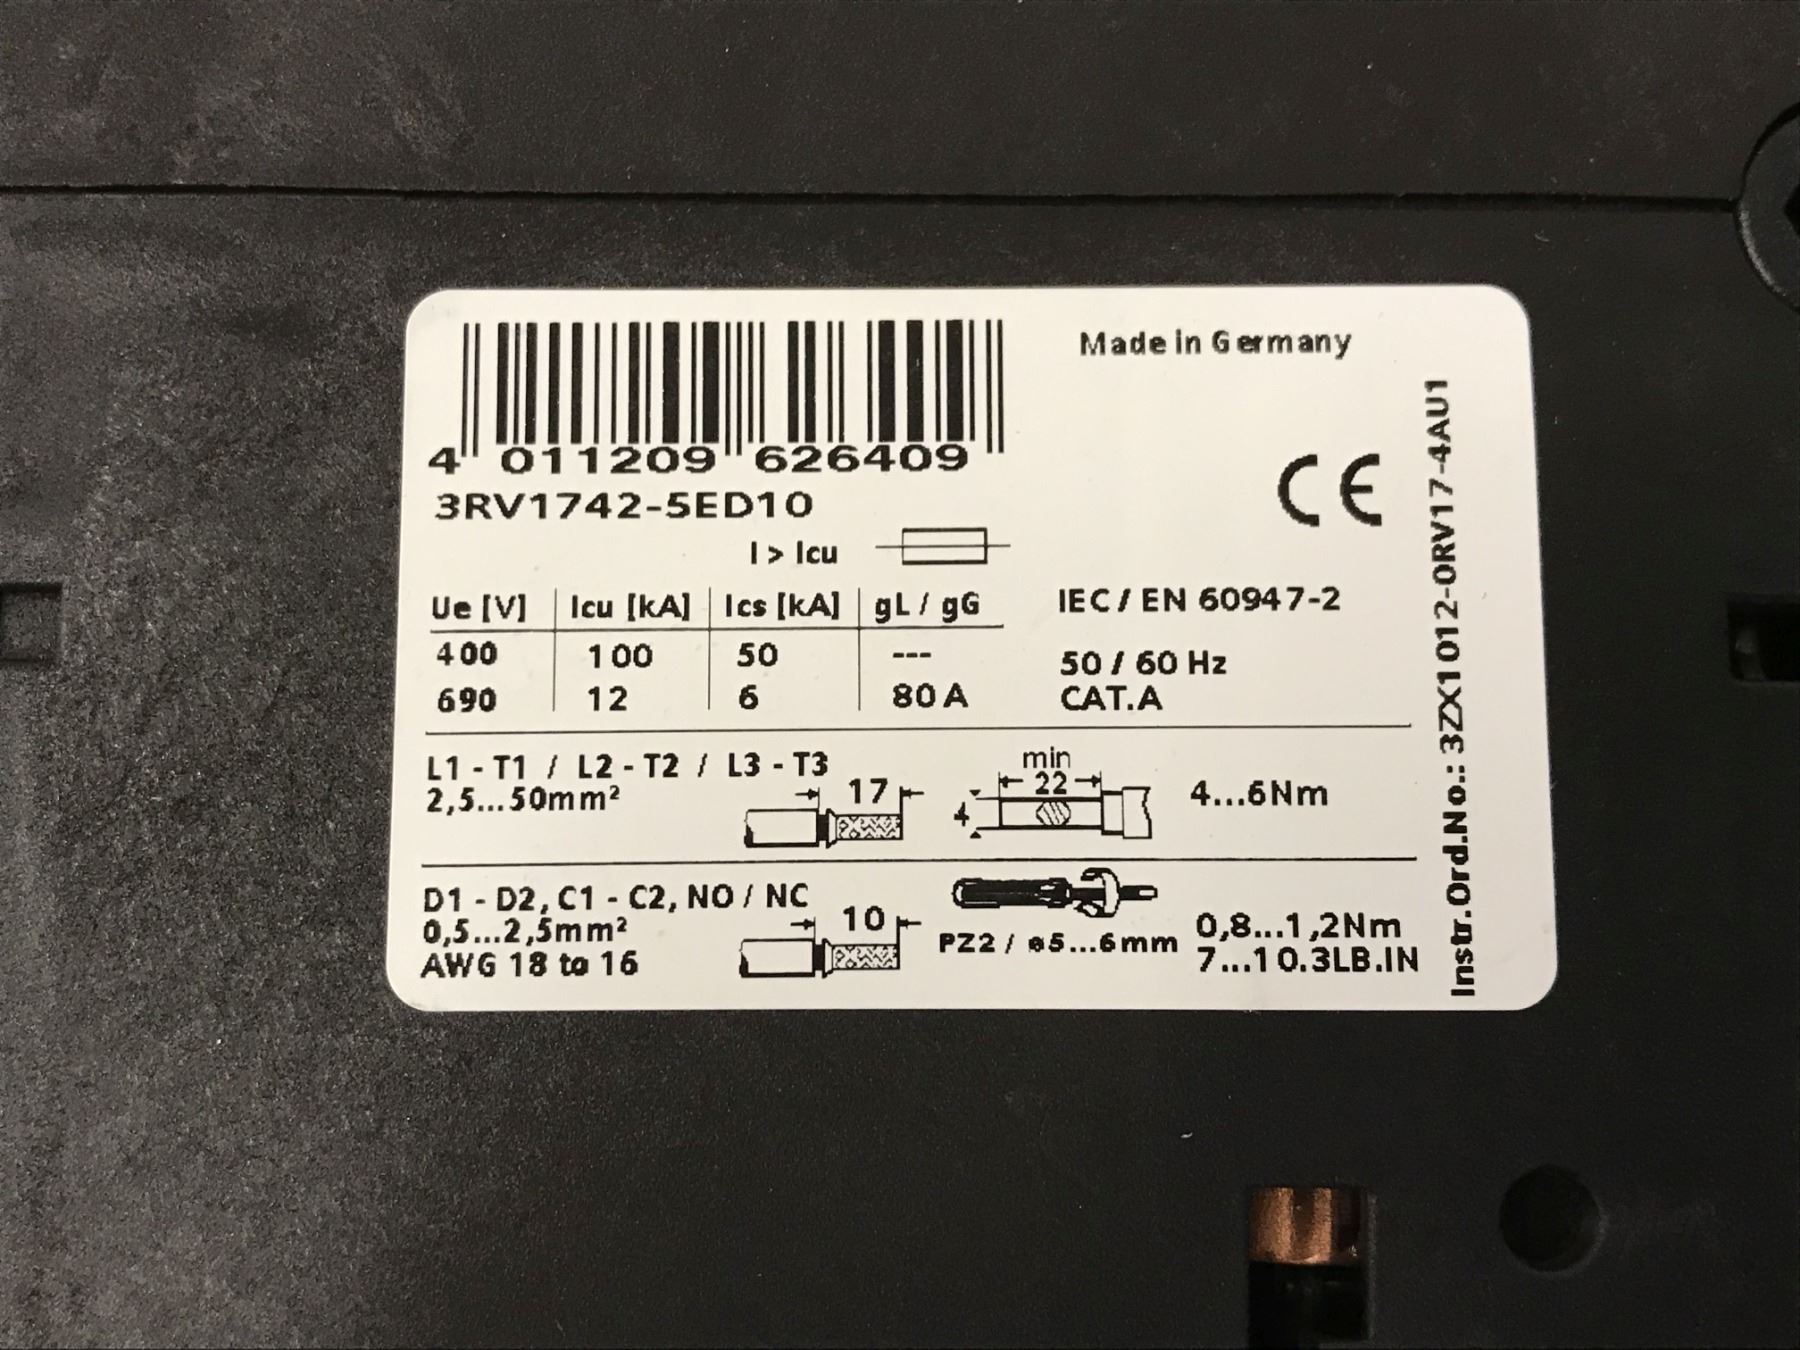 Made in Germany
4 011209 626409
3RV1742-5ED10
CE
I > Icu
Ue [V] Icu [kA] Ics [kA] gL / gG
400 100 50 ---
690 12 6 80 A
IEC / EN 60947-2
50 / 60 Hz
CAT.A
L1 - T1 / L2 - T2 / L3 - T3
2,5...50mm²
17
min
22
4
4...6Nm
D1 - D2, C1 - C2, NO / NC
0,5...2,5mm²
AWG 18 to 16
10
PZ2 / ø5...6mm
0,8...1,2Nm
7...10.3LB.IN
Instr.Ord.No.: 3ZX1012-0RV17-4AU1